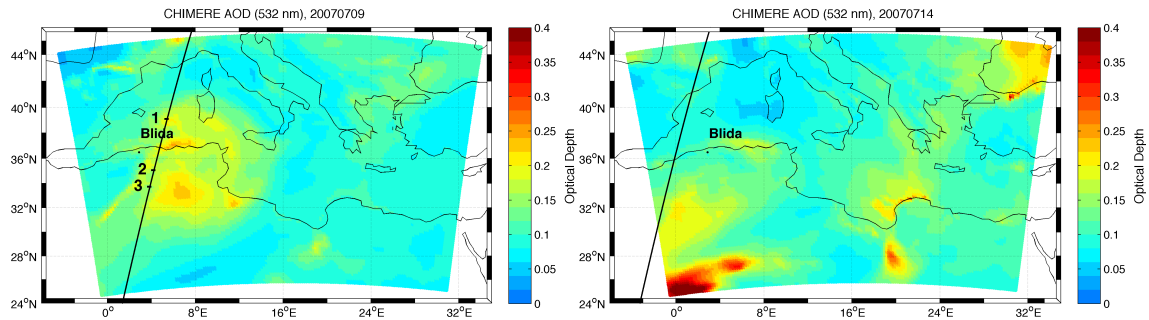 CHIMERE AOD (532 nm), 20070709
44°N
40°N
36°N
32°N
28°N
24°N
0°
8°E
16°E
24°E
32°E
1
Blida
2
3
0.4
0.35
0.3
0.25
0.2
0.15
0.1
0.05
0
Optical Depth
CHIMERE AOD (532 nm), 20070714
44°N
40°N
36°N
32°N
28°N
24°N
0°
8°E
16°E
24°E
32°E
Blida
0.4
0.35
0.3
0.25
0.2
0.15
0.1
0.05
0
Optical Depth